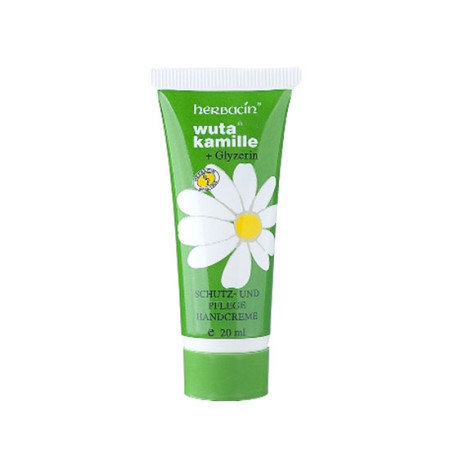 herbacin
wuta
kamille
+ Glyzerin
SCHUTZ- UND
PFLEGE
HANDCREME
e 20 ml